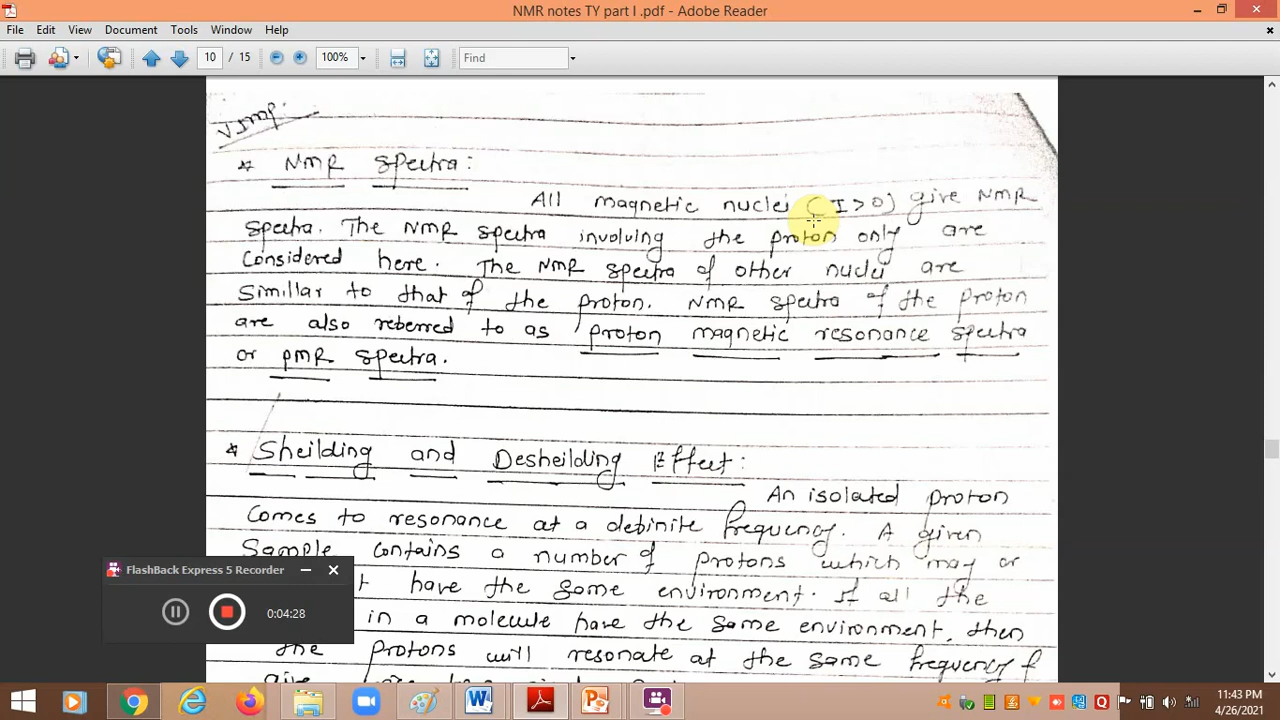 NMR notes TY part I .pdf - Adobe Reader
File Edit View Document Tools Window Help
10 / 15 100% Find
V.Imp.
* NMR Spectra:
All magnetic nuclei (I>0) give NMR
Spectra. The NMR spectra involving the proton only are
Considered here. The NMR spectra of other nuclei are
Simillar to that of the proton. NMR spectra of the proton
are also reberred to as proton magnetic resonance spectra
or PMR spectra.
* Sheilding and Desheilding Effect:
An isolated proton
Comes to resonance at a debinite frequency. A given
Sample contains a number of protons which may or
have the same environment. If all the
in a molecule have the same environment, then
the protons will resonate at the same frequency &
FlashBack Express 5 Recorder
0:04:28
11:43 PM
4/26/2021